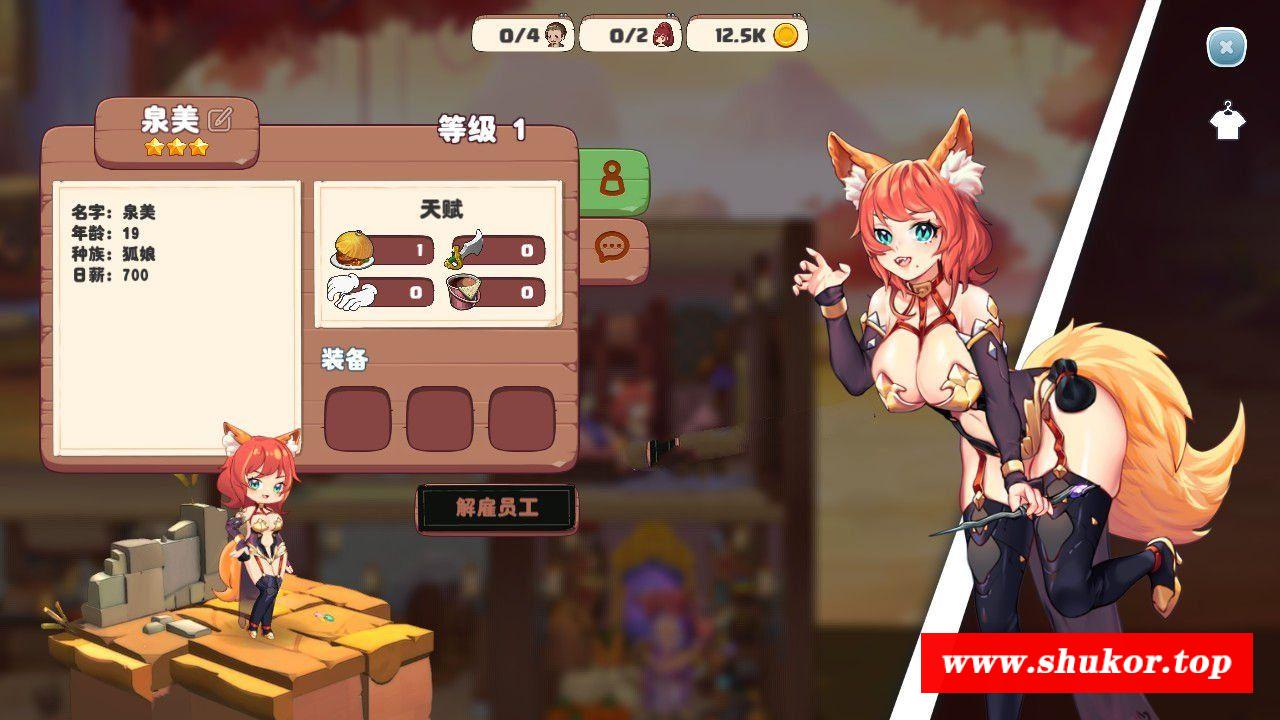 0/4
0/2
12.5K
泉美
等级 1
名字：泉美
年龄：19
种族：狐娘
日薪：700
天赋
1
0
0
0
装备
解雇员工
www.shukor.top